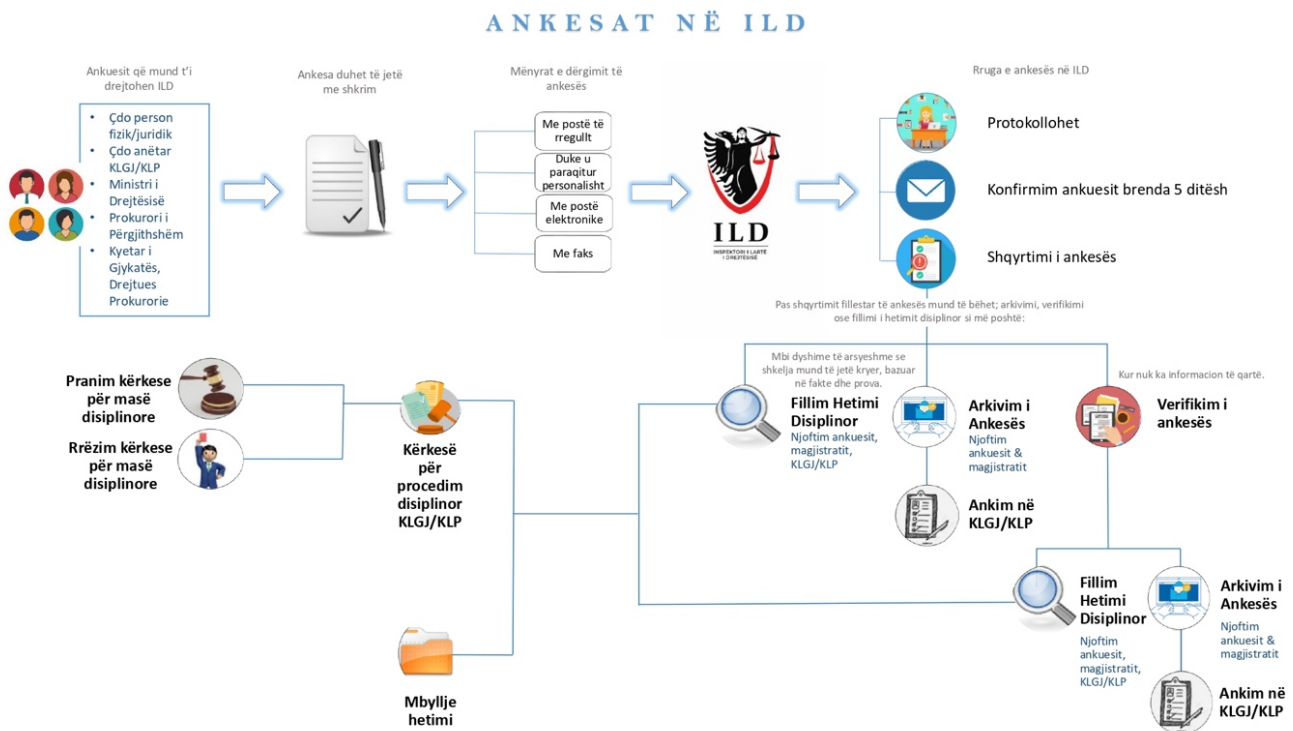 ANKESAT NË ILD
Ankuesit që mund t’i
drejtohen ILD
• Çdo person
fizik/juridik
• Çdo anëtar
KLGJ/KLP
• Ministri i
Drejtësisë
• Prokurori i
Përgjithshëm
• Kyetar i
Gjykatës,
Drejtues
Prokurorie
Ankesa duhet të jetë
me shkrim
Mënyrat e dërgimit të
ankesës
Me postë të
rregullt
Duke u
paraqitur
personalisht
Me postë
elektronike
Me faks
ILD
INSPEKTORI I LARTË
I DREJTËSISË
Rruga e ankesës në ILD
Protokollohet
Konfirmim ankuesit brenda 5 ditësh
Shqyrtimi i ankesës
Pas shqyrtimit fillestar të ankesës mund të bëhet; arkivimi, verifikimi
ose fillimi i hetimit disiplinor si më poshtë:
Mbi dyshime të arsyeshme se
shkelja mund të jetë kryer, bazuar
në fakte dhe prova.
Fillim Hetimi
Disiplinor
Njoftim ankuesit,
magjistratit,
KLGJ/KLP
Arkivim i
Ankesës
Njoftim
ankuesit &
magjistratit
Ankim në
KLGJ/KLP
Kur nuk ka informacion të qartë.
Verifikim i
ankesës
Fillim
Hetimi
Disiplinor
Njoftim
ankuesit,
magjistratit,
KLGJ/KLP
Arkivim i
Ankesës
Njoftim
ankuesit &
magjistratit
Ankim në
KLGJ/KLP
Kërkesë
për
procedim
disiplinor
KLGJ/KLP
Mbyllje
hetimi
Pranim kërkese
për masë
disiplinore
Rrëzim kërkese
për masë
disiplinore